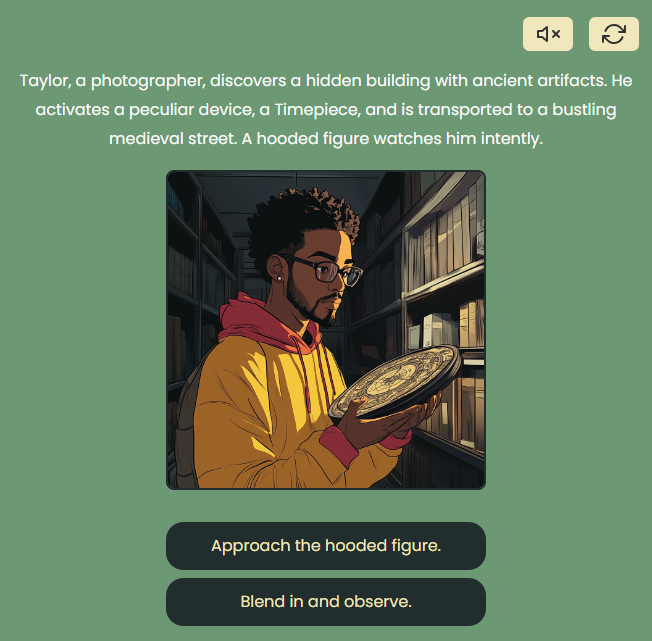 Taylor, a photographer, discovers a hidden building with ancient artifacts. He
activates a peculiar device, a Timepiece, and is transported to a bustling
medieval street. A hooded figure watches him intently.
Approach the hooded figure.
Blend in and observe.